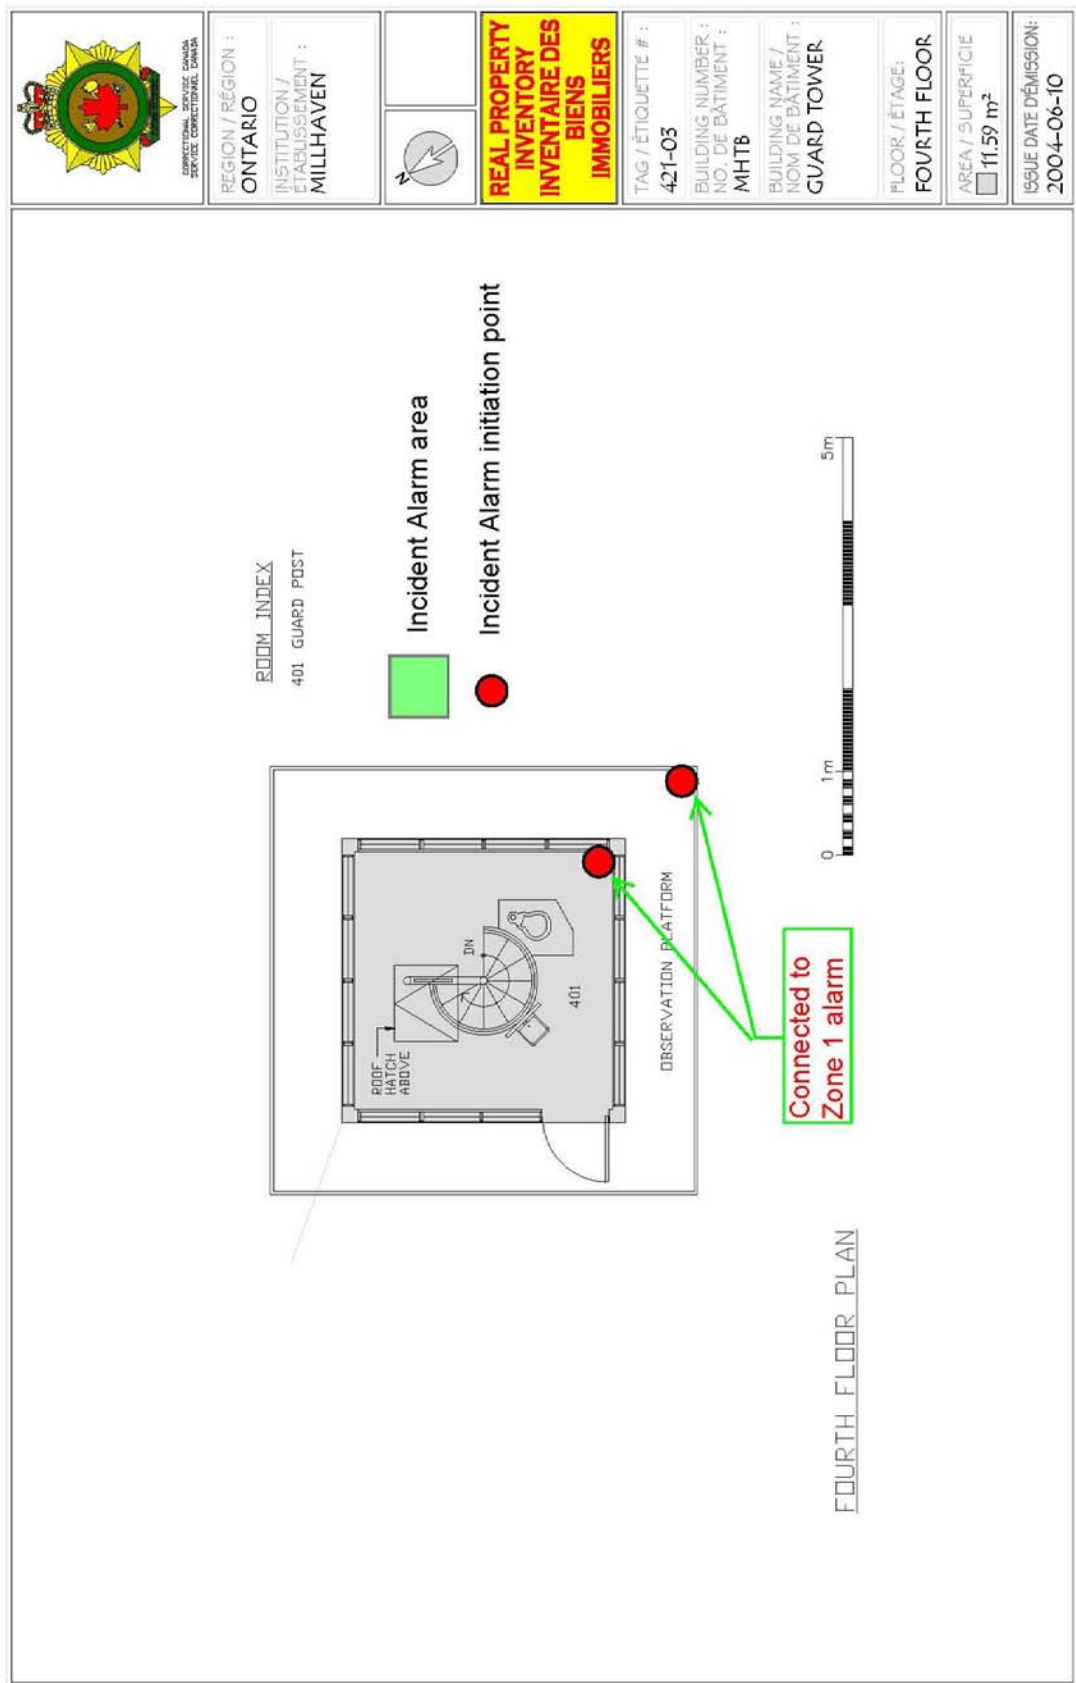 CORRECTIONAL SERVICE CANADA
SERVICE CORRECTIONNEL CANADA
RÉGION / RÉGION :
ONTARIO
INSTITUTION /
ÉTABLISSEMENT :
MILLHAVEN
N
REAL PROPERTY
INVENTORY
INVENTAIRE DES
BIENS
IMMOBILIERS
TAG / ÉTIQUETTE # :
421-03
BUILDING NUMBER :
NO. DE BÂTIMENT :
MHTB
BUILDING NAME /
NOM DE BÂTIMENT :
GUARD TOWER
FLOOR / ÉTAGE:
FOURTH FLOOR
AREA / SUPERFICIE
11.59 m²
ISSUE DATE D'ÉMISSION:
2004-06-10
ROOM INDEX
401 GUARD POST
Incident Alarm area
Incident Alarm initiation point
ROOF
HATCH
ABOVE
DN
401
OBSERVATION PLATFORM
Connected to
Zone 1 alarm
0
1m
5m
FOURTH FLOOR PLAN